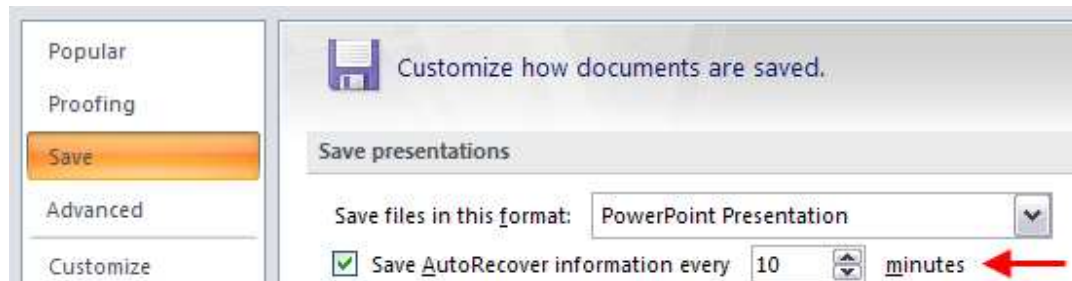 Popular
Proofing
Save
Advanced
Customize
Customize how documents are saved.
Save presentations
Save files in this format: PowerPoint Presentation
Save AutoRecover information every 10 minutes